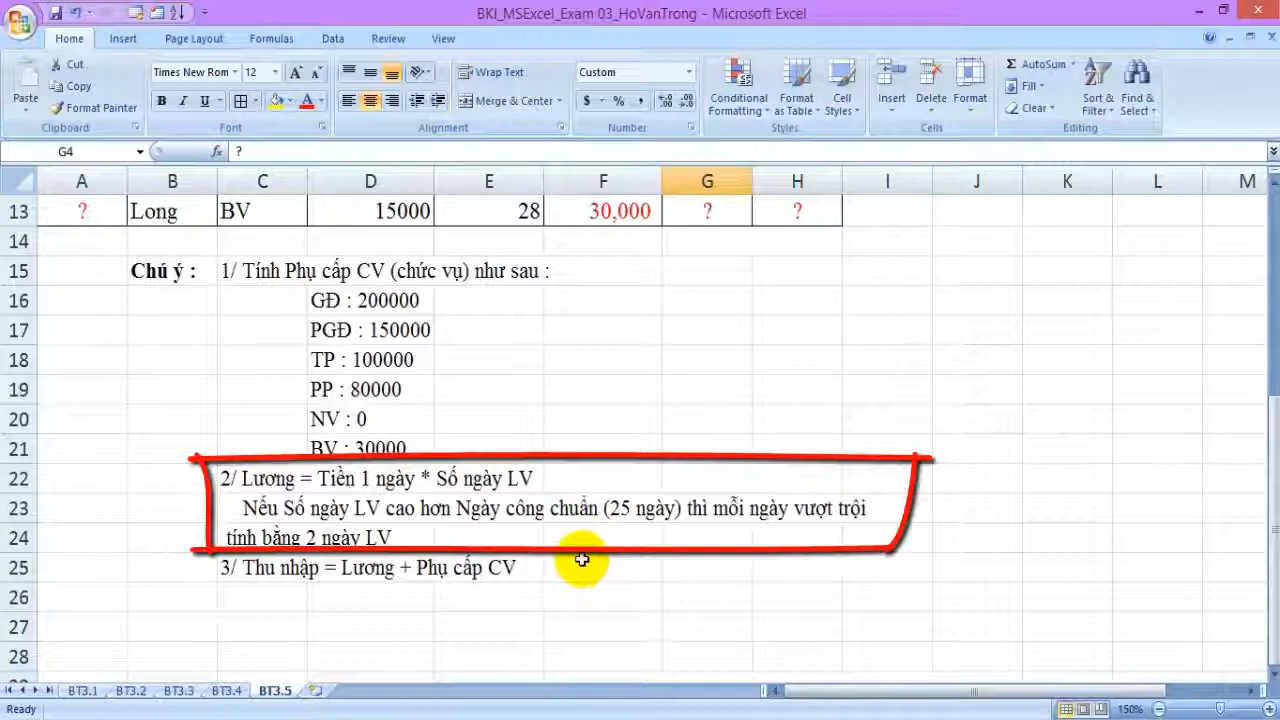 BKI_MSExcel_Exam 03_HoVanTrong - Microsoft Excel
Home Insert Page Layout Formulas Data Review View
Paste Cut Copy Format Painter Clipboard
Times New Rom 12 B I U A A A Font
Wrap Text Merge & Center Alignment
Custom $ % , Number
Conditional Formatting Format as Table Cell Styles Styles
Insert Delete Format Cells
Σ AutoSum Fill Clear Sort & Filter Find & Select Editing
G4 fx ?
A B C D E F G H I J K L M
13 ? Long BV 15000 28 30,000 ? ?
14
15 Chú ý : 1/ Tính Phụ cấp CV (chức vụ) như sau :
16 GĐ : 200000
17 PGĐ : 150000
18 TP : 100000
19 PP : 80000
20 NV : 0
21 BV : 30000
22 2/ Lương = Tiền 1 ngày * Số ngày LV
23 Nếu Số ngày LV cao hơn Ngày công chuẩn (25 ngày) thì mỗi ngày vượt trội
24 tính bằng 2 ngày LV
25 3/ Thu nhập = Lương + Phụ cấp CV
26
27
28
BT3.1 BT3.2 BT3.3 BT3.4 BT3.5
Ready 150%